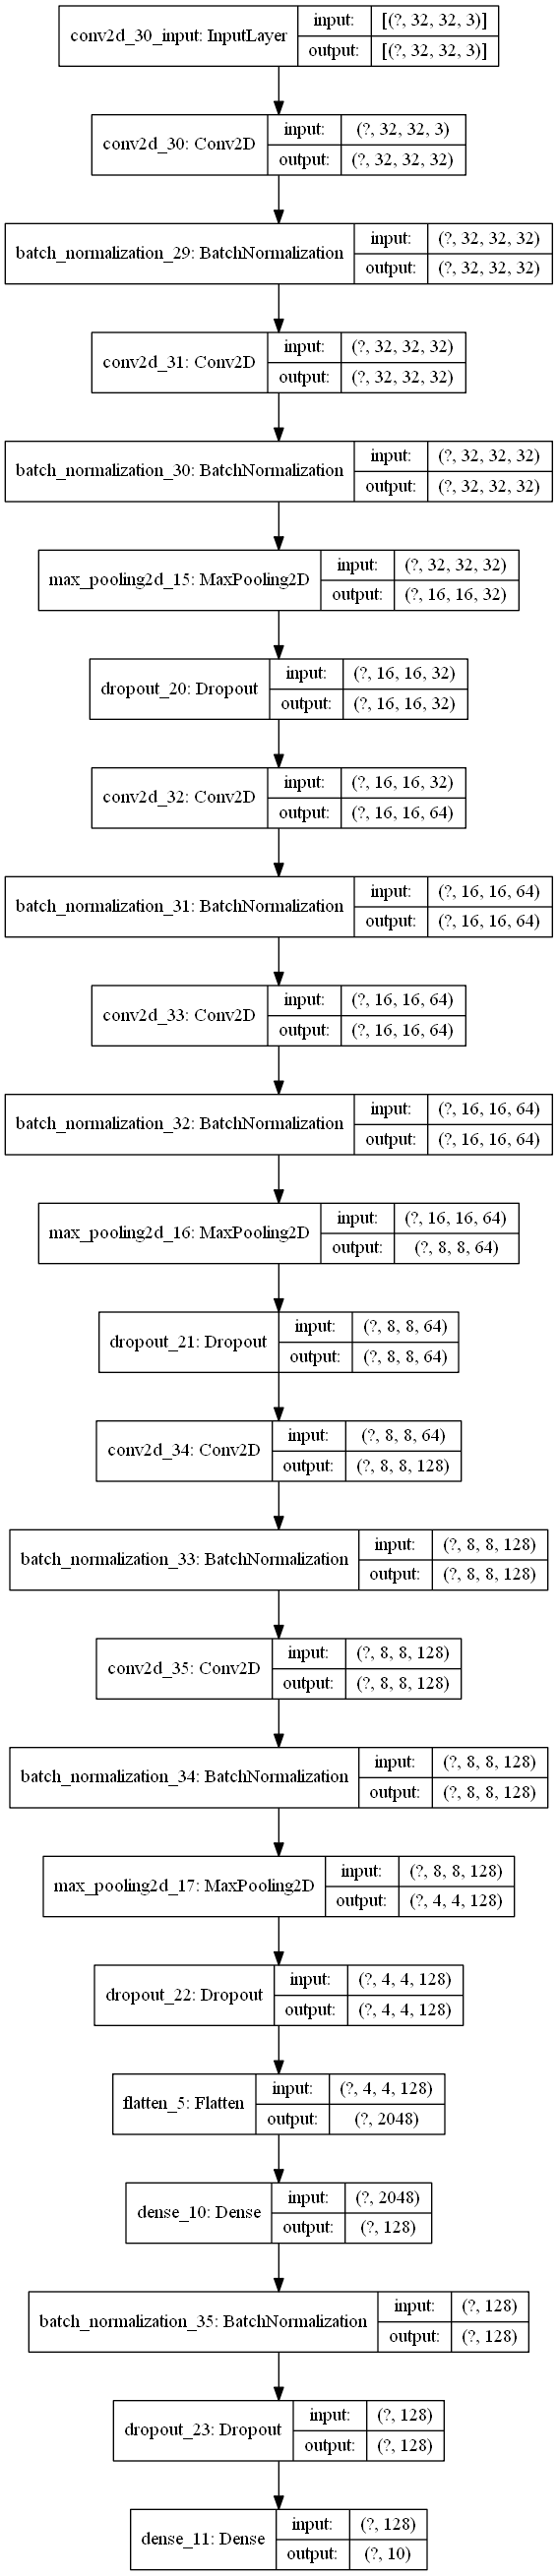 conv2d_30_input: InputLayer
input: [(?, 32, 32, 3)]
output: [(?, 32, 32, 3)]
conv2d_30: Conv2D
input: (?, 32, 32, 3)
output: (?, 32, 32, 32)
batch_normalization_29: BatchNormalization
input: (?, 32, 32, 32)
output: (?, 32, 32, 32)
conv2d_31: Conv2D
input: (?, 32, 32, 32)
output: (?, 32, 32, 32)
batch_normalization_30: BatchNormalization
input: (?, 32, 32, 32)
output: (?, 32, 32, 32)
max_pooling2d_15: MaxPooling2D
input: (?, 32, 32, 32)
output: (?, 16, 16, 32)
dropout_20: Dropout
input: (?, 16, 16, 32)
output: (?, 16, 16, 32)
conv2d_32: Conv2D
input: (?, 16, 16, 32)
output: (?, 16, 16, 64)
batch_normalization_31: BatchNormalization
input: (?, 16, 16, 64)
output: (?, 16, 16, 64)
conv2d_33: Conv2D
input: (?, 16, 16, 64)
output: (?, 16, 16, 64)
batch_normalization_32: BatchNormalization
input: (?, 16, 16, 64)
output: (?, 16, 16, 64)
max_pooling2d_16: MaxPooling2D
input: (?, 16, 16, 64)
output: (?, 8, 8, 64)
dropout_21: Dropout
input: (?, 8, 8, 64)
output: (?, 8, 8, 64)
conv2d_34: Conv2D
input: (?, 8, 8, 64)
output: (?, 8, 8, 128)
batch_normalization_33: BatchNormalization
input: (?, 8, 8, 128)
output: (?, 8, 8, 128)
conv2d_35: Conv2D
input: (?, 8, 8, 128)
output: (?, 8, 8, 128)
batch_normalization_34: BatchNormalization
input: (?, 8, 8, 128)
output: (?, 8, 8, 128)
max_pooling2d_17: MaxPooling2D
input: (?, 8, 8, 128)
output: (?, 4, 4, 128)
dropout_22: Dropout
input: (?, 4, 4, 128)
output: (?, 4, 4, 128)
flatten_5: Flatten
input: (?, 4, 4, 128)
output: (?, 2048)
dense_10: Dense
input: (?, 2048)
output: (?, 128)
batch_normalization_35: BatchNormalization
input: (?, 128)
output: (?, 128)
dropout_23: Dropout
input: (?, 128)
output: (?, 128)
dense_11: Dense
input: (?, 128)
output: (?, 10)